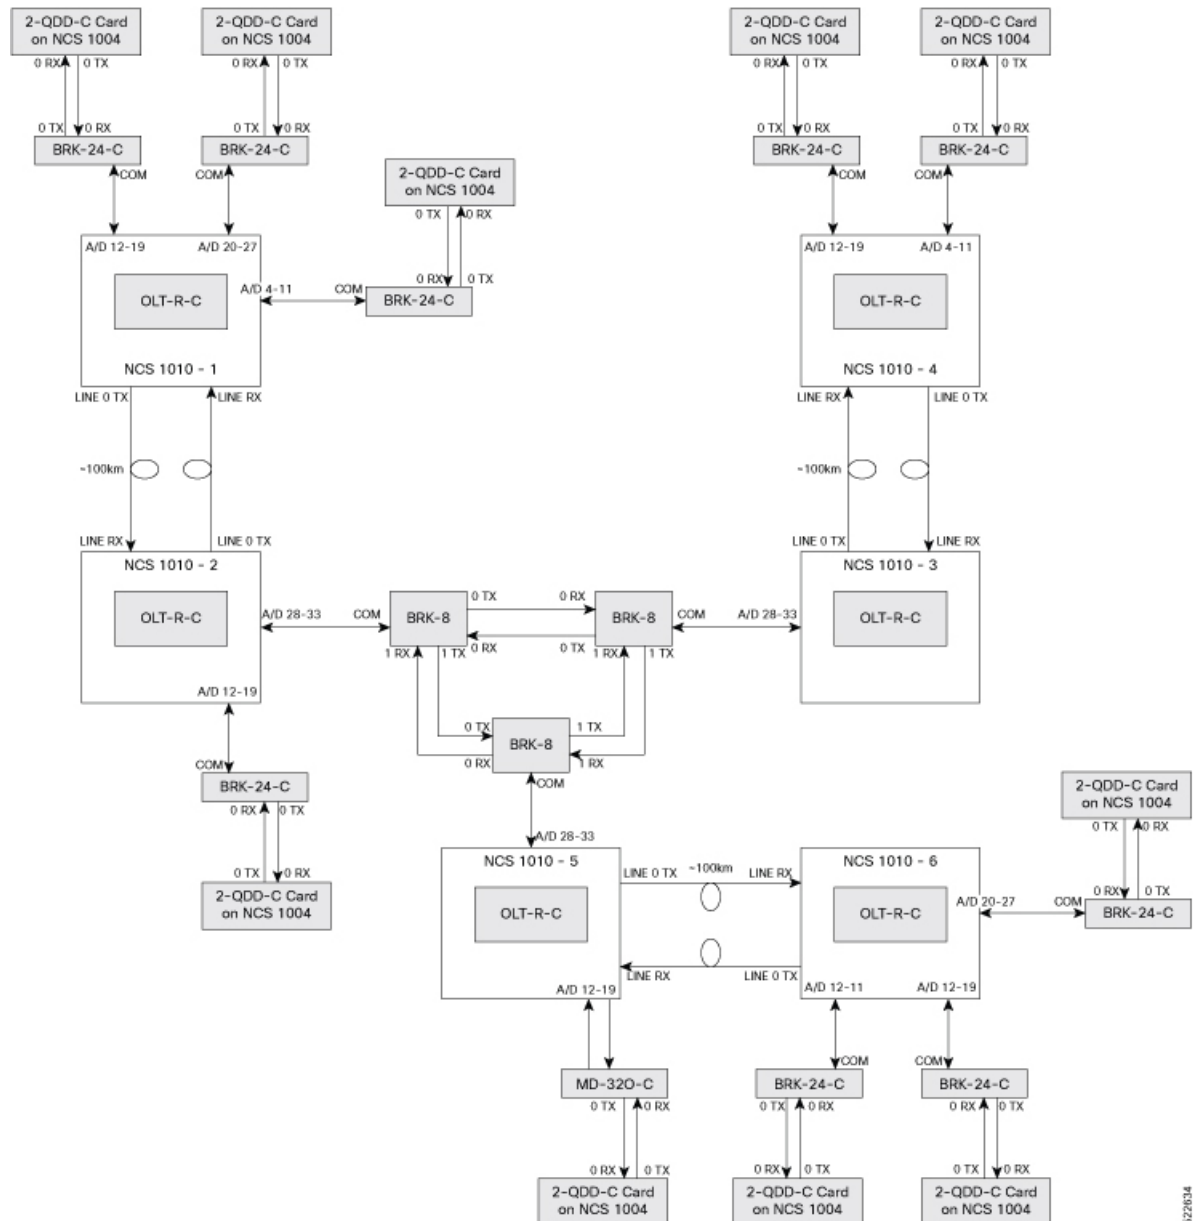 2-QDD-C Card
on NCS 1004
2-QDD-C Card
on NCS 1004
2-QDD-C Card
on NCS 1004
2-QDD-C Card
on NCS 1004
0 RX 0 TX
0 RX 0 TX
0 RX 0 TX
0 RX 0 TX
0 TX 0 RX
0 TX 0 RX
0 TX 0 RX
0 TX 0 RX
BRK-24-C
BRK-24-C
BRK-24-C
BRK-24-C
COM
COM
COM
COM
2-QDD-C Card
on NCS 1004
0 TX 0 RX
0 RX 0 TX
BRK-24-C
COM
A/D 12-19
A/D 20-27
A/D 4-11
OLT-R-C
NCS 1010 - 1
A/D 12-19
A/D 4-11
OLT-R-C
NCS 1010 - 4
LINE 0 TX
LINE RX
LINE RX
LINE 0 TX
~100km
~100km
LINE RX
LINE 0 TX
LINE 0 TX
LINE RX
NCS 1010 - 2
OLT-R-C
A/D 28-33
COM
BRK-8
0 TX
0 RX
BRK-8
COM
A/D 28-33
NCS 1010 - 3
OLT-R-C
0 RX
0 TX
1 RX 1 TX
1 RX 1 TX
A/D 12-19
0 TX
1 TX
BRK-8
0 RX
1 RX
COM
COM
BRK-24-C
0 RX 0 TX
0 TX 0 RX
2-QDD-C Card
on NCS 1004
A/D 28-33
NCS 1010 - 5
OLT-R-C
LINE 0 TX
~100km
LINE RX
LINE RX
LINE 0 TX
A/D 12-19
NCS 1010 - 6
OLT-R-C
A/D 20-27
COM
2-QDD-C Card
on NCS 1004
0 TX 0 RX
0 RX 0 TX
BRK-24-C
A/D 12-11
A/D 12-19
COM
COM
MD-32O-C
BRK-24-C
BRK-24-C
0 TX 0 RX
0 TX 0 RX
0 RX 0 TX
0 RX 0 TX
0 RX 0 TX
0 TX 0 RX
2-QDD-C Card
on NCS 1004
2-QDD-C Card
on NCS 1004
2-QDD-C Card
on NCS 1004